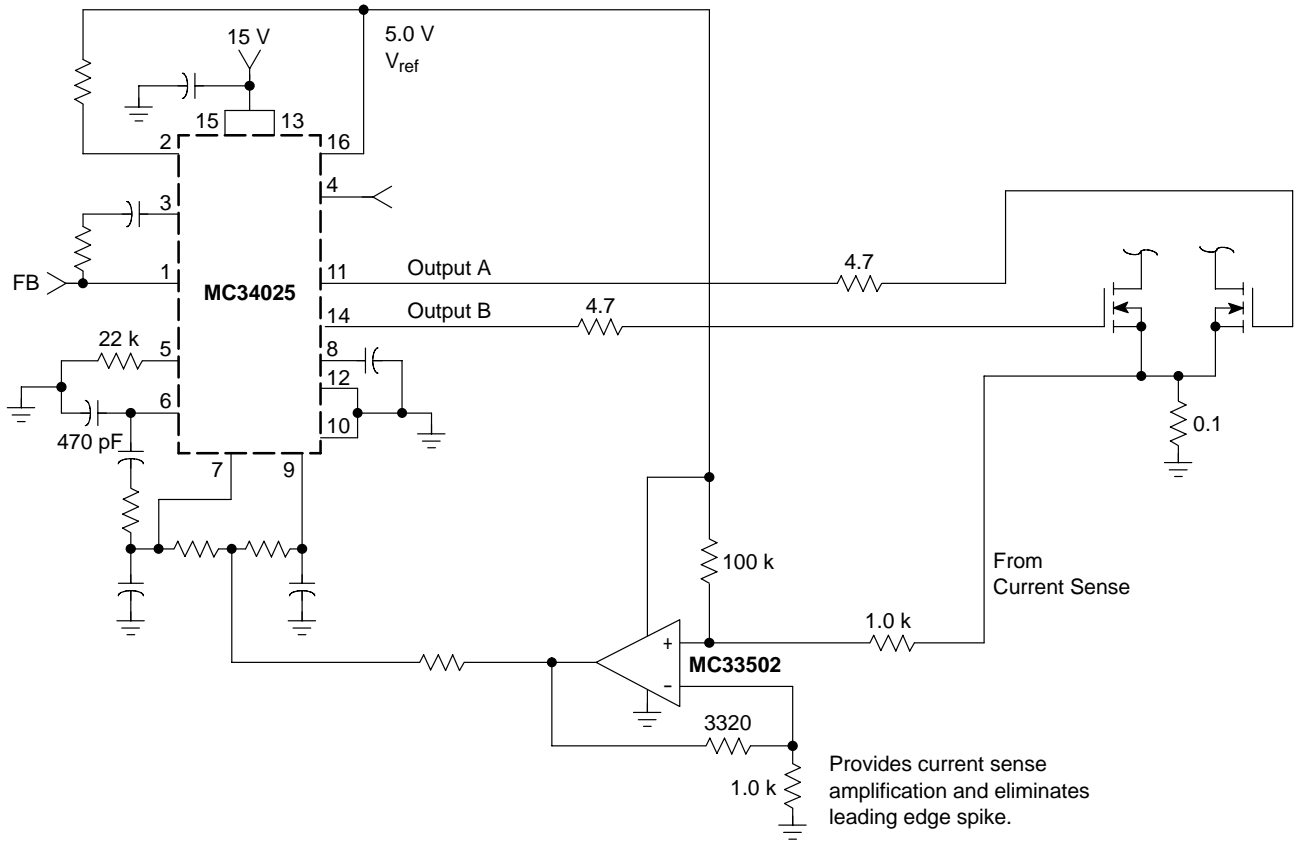 15 V
5.0 V
Vref
15
13
2
16
4
3
FB
1
MC34025
11
Output A
4.7
14
Output B
4.7
22 k
5
8
12
6
470 pF
10
7
9
0.1
100 k
From
Current Sense
+
1.0 k
MC33502
-
3320
1.0 k
Provides current sense
amplification and eliminates
leading edge spike.